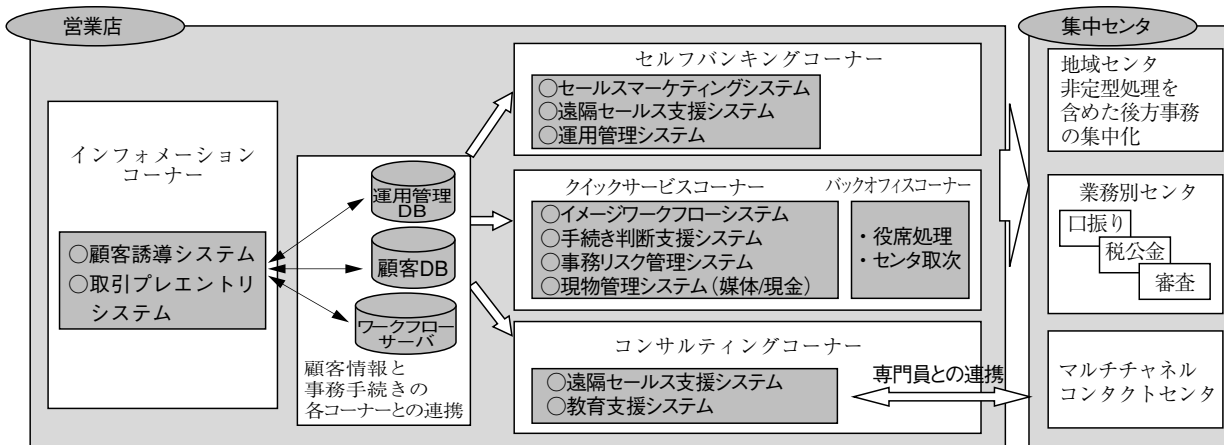 営業店
インフォメーション
コーナー
○顧客誘導システム
○取引プレエントリ
システム
運用管理
DB
顧客DB
ワークフロー
サーバ
顧客情報と
事務手続きの
各コーナーとの連携
セルフバンキングコーナー
○セールスマーケティングシステム
○遠隔セールス支援システム
○運用管理システム
クイックサービスコーナー
○イメージワークフローシステム
○手続き判断支援システム
○事務リスク管理システム
○現物管理システム(媒体/現金)
バックオフィスコーナー
・役席処理
・センタ取次
コンサルティングコーナー
○遠隔セールス支援システム
○教育支援システム
専門員との連携
集中センタ
地域センタ
非定型処理を
含めた後方事務
の集中化
業務別センタ
口振り
税公金
審査
マルチチャネル
コンタクトセンタ